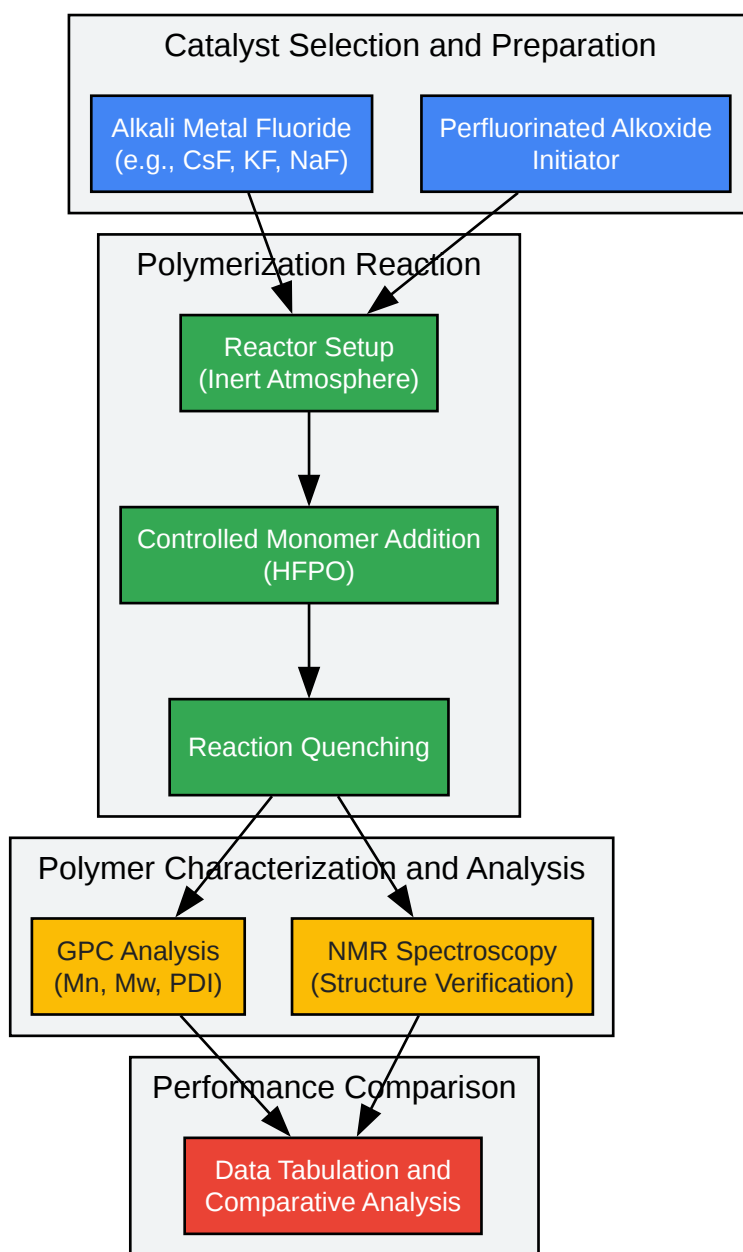 Catalyst Selection and Preparation
Alkali Metal Fluoride
(e.g., CsF, KF, NaF)
Perfluorinated Alkoxide
Initiator
Polymerization Reaction
Reactor Setup
(Inert Atmosphere)
Controlled Monomer Addition
(HFPO)
Reaction Quenching
Polymer Characterization and Analysis
GPC Analysis
(Mn, Mw, PDI)
NMR Spectroscopy
(Structure Verification)
Performance Comparison
Data Tabulation and
Comparative Analysis